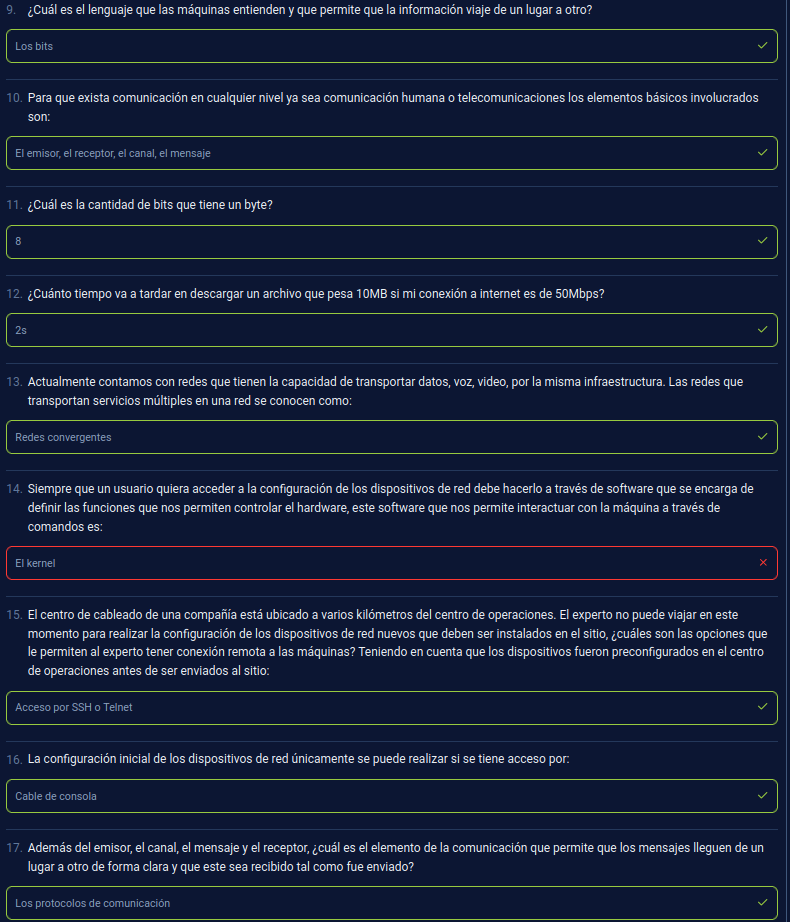 9. ¿Cuál es el lenguaje que las máquinas entienden y que permite que la información viaje de un lugar a otro?
Los bits
10. Para que exista comunicación en cualquier nivel ya sea comunicación humana o telecomunicaciones los elementos básicos involucrados
son:
El emisor, el receptor, el canal, el mensaje
11. ¿Cuál es la cantidad de bits que tiene un byte?
8
12. ¿Cuánto tiempo va a tardar en descargar un archivo que pesa 10MB si mi conexión a internet es de 50Mbps?
2s
13. Actualmente contamos con redes que tienen la capacidad de transportar datos, voz, video, por la misma infraestructura. Las redes que
transportan servicios múltiples en una red se conocen como:
Redes convergentes
14. Siempre que un usuario quiera acceder a la configuración de los dispositivos de red debe hacerlo a través de software que se encarga de
definir las funciones que nos permiten controlar el hardware, este software que nos permite interactuar con la máquina a través de
comandos es:
El kernel
15. El centro de cableado de una compañía está ubicado a varios kilómetros del centro de operaciones. El experto no puede viajar en este
momento para realizar la configuración de los dispositivos de red nuevos que deben ser instalados en el sitio, ¿cuáles son las opciones que
le permiten al experto tener conexión remota a las máquinas? Teniendo en cuenta que los dispositivos fueron preconfigurados en el centro
de operaciones antes de ser enviados al sitio:
Acceso por SSH o Telnet
16. La configuración inicial de los dispositivos de red únicamente se puede realizar si se tiene acceso por:
Cable de consola
17. Además del emisor, el canal, el mensaje y el receptor, ¿cuál es el elemento de la comunicación que permite que los mensajes lleguen de un
lugar a otro de forma clara y que este sea recibido tal como fue enviado?
Los protocolos de comunicación